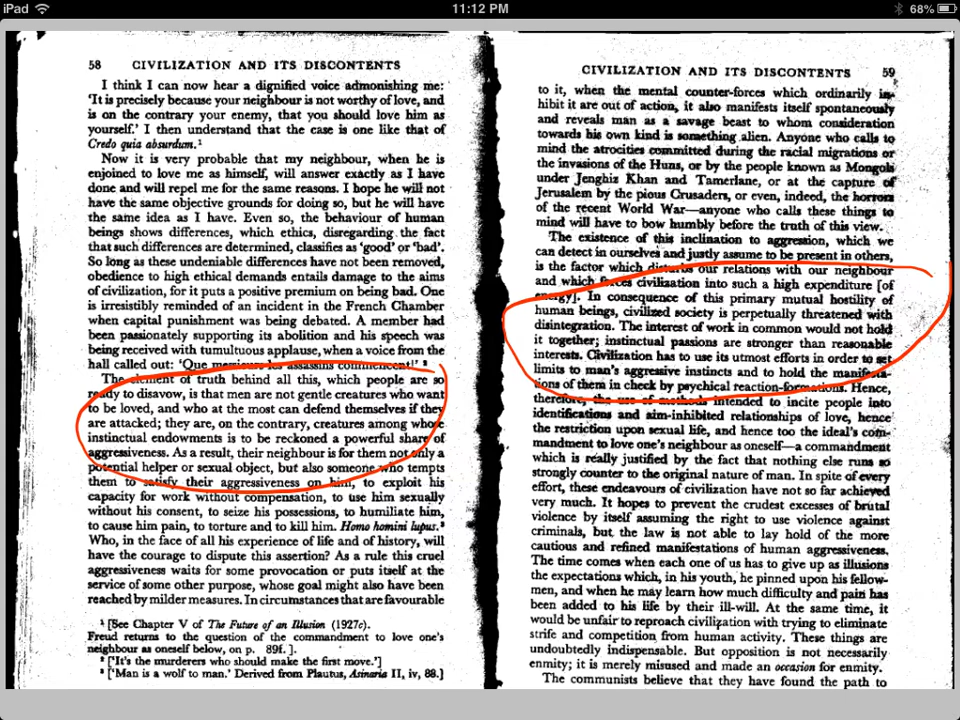 iPad
11:12 PM
68%
58 CIVILIZATION AND ITS DISCONTENTS
I think I can now hear a dignified voice admonishing me:
'It is precisely because your neighbour is not worthy of love, and
is on the contrary your enemy, that you should love him as
yourself.' I then understand that the case is one like that of
Credo quia absurdum.¹
Now it is very probable that my neighbour, when he is
enjoined to love me as himself, will answer exactly as I have
done and will repel me for the same reasons. I hope he will not
have the same objective grounds for doing so, but he will have
the same idea as I have. Even so, the behaviour of human
beings shows differences, which ethics, disregarding the fact
that such differences are determined, classifies as 'good' or 'bad'.
So long as these undeniable differences have not been removed,
obedience to high ethical demands entails damage to the aims
of civilization, for it puts a positive premium on being bad. One
is irresistibly reminded of an incident in the French Chamber
when capital punishment was being debated. A member had
been passionately supporting its abolition and his speech was
being received with tumultuous applause, when a voice from the
hall called out: 'Que messieurs les assassins commencent!' ²
The element of truth behind all this, which people are so
ready to disavow, is that men are not gentle creatures who want
to be loved, and who at the most can defend themselves if they
are attacked; they are, on the contrary, creatures among whose
instinctual endowments is to be reckoned a powerful share of
aggressiveness. As a result, their neighbour is for them not only a
potential helper or sexual object, but also someone who tempts
them to satisfy their aggressiveness on him, to exploit his
capacity for work without compensation, to use him sexually
without his consent, to seize his possessions, to humiliate him,
to cause him pain, to torture and to kill him. Homo homini lupus.³
Who, in the face of all his experience of life and of history, will
have the courage to dispute this assertion? As a rule this cruel
aggressiveness waits for some provocation or puts itself at the
service of some other purpose, whose goal might also have been
reached by milder measures. In circumstances that are favourable
¹ [See Chapter V of The Future of an Illusion (1927c).
Freud returns to the question of the commandment to love one's
neighbour as oneself below, on p. 89f. ].
² ['It's the murderers who should make the first move.']
³ ['Man is a wolf to man.' Derived from Plautus, Asinaria II, iv, 88.]
CIVILIZATION AND ITS DISCONTENTS 59
to it, when the mental counter-forces which ordinarily in-
hibit it are out of action, it also manifests itself spontaneously
and reveals man as a savage beast to whom consideration
towards his own kind is something alien. Anyone who calls to
mind the atrocities committed during the racial migrations or
the invasions of the Huns, or by the people known as Mongols
under Jenghiz Khan and Tamerlane, or at the capture of
Jerusalem by the pious Crusaders, or even, indeed, the horrors
of the recent World War—anyone who calls these things to
mind will have to bow humbly before the truth of this view.
The existence of this inclination to aggression, which we
can detect in ourselves and justly assume to be present in others,
is the factor which disturbs our relations with our neighbour
and which forces civilization into such a high expenditure [of
energy]. In consequence of this primary mutual hostility of
human beings, civilized society is perpetually threatened with
disintegration. The interest of work in common would not hold
it together; instinctual passions are stronger than reasonable
interests. Civilization has to use its utmost efforts in order to set
limits to man's aggressive instincts and to hold the manifesta-
tions of them in check by psychical reaction-formations. Hence,
therefore, the use of methods intended to incite people into
identifications and aim-inhibited relationships of love, hence
the restriction upon sexual life, and hence too the ideal's com-
mandment to love one's neighbour as oneself—a commandment
which is really justified by the fact that nothing else runs so
strongly counter to the original nature of man. In spite of every
effort, these endeavours of civilization have not so far achieved
very much. It hopes to prevent the crudest excesses of brutal
violence by itself assuming the right to use violence against
criminals, but the law is not able to lay hold of the more
cautious and refined manifestations of human aggressiveness.
The time comes when each one of us has to give up as illusions
the expectations which, in his youth, he pinned upon his fellow-
men, and when he may learn how much difficulty and pain has
been added to his life by their ill-will. At the same time, it
would be unfair to reproach civilization with trying to eliminate
strife and competition from human activity. These things are
undoubtedly indispensable. But opposition is not necessarily
enmity; it is merely misused and made an occasion for enmity.
The communists believe that they have found the path to